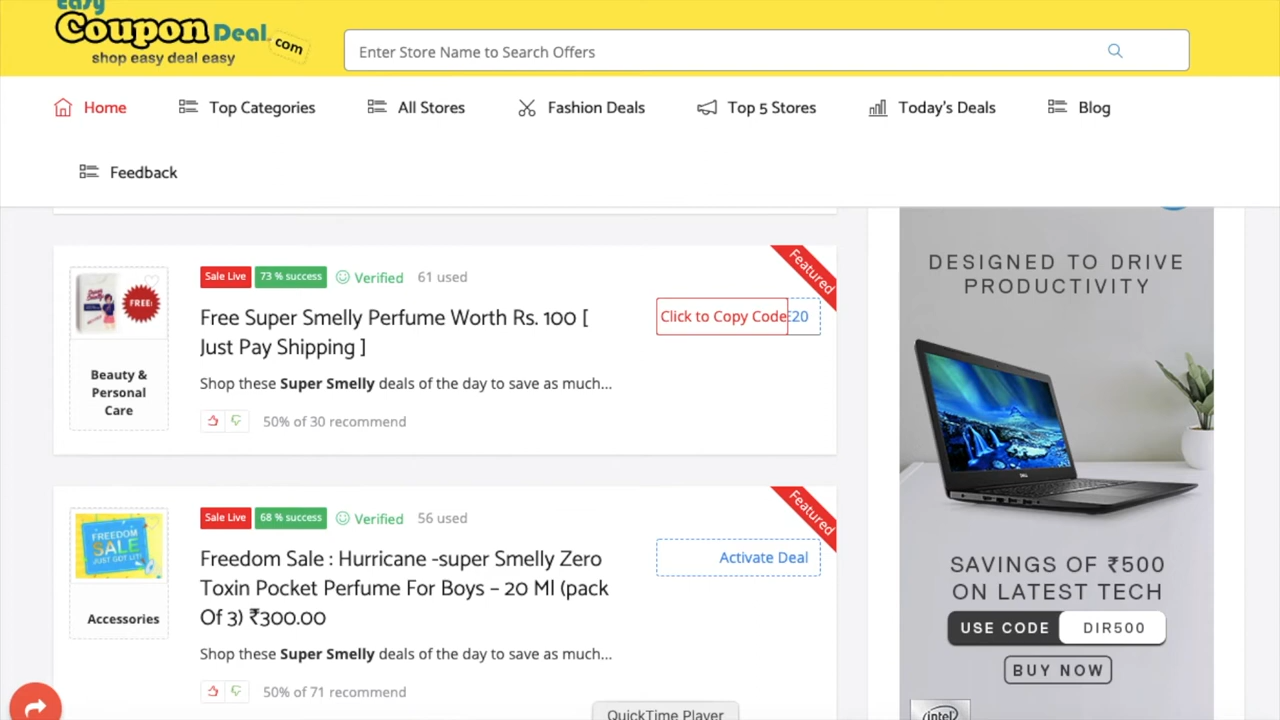 Easy
Coupon Deal.com
shop easy deal easy
Enter Store Name to Search Offers
Home
Top Categories
All Stores
Fashion Deals
Top 5 Stores
Today's Deals
Blog
Feedback
FREE!
Beauty &
Personal
Care
Sale Live
73 % success
Verified
61 used
Featured
Free Super Smelly Perfume Worth Rs. 100 [
Just Pay Shipping ]
Click to Copy Code
20
Shop these Super Smelly deals of the day to save as much...
50% of 30 recommend
FREEDOM
SALE
JUST GOT LIT!
Accessories
Sale Live
68 % success
Verified
56 used
Featured
Freedom Sale : Hurricane -super Smelly Zero
Toxin Pocket Perfume For Boys – 20 Ml (pack
Of 3) ₹300.00
Activate Deal
Shop these Super Smelly deals of the day to save as much...
50% of 71 recommend
DESIGNED TO DRIVE
PRODUCTIVITY
DELL
SAVINGS OF ₹500
ON LATEST TECH
USE CODE DIR500
BUY NOW
intel
QuickTime Player